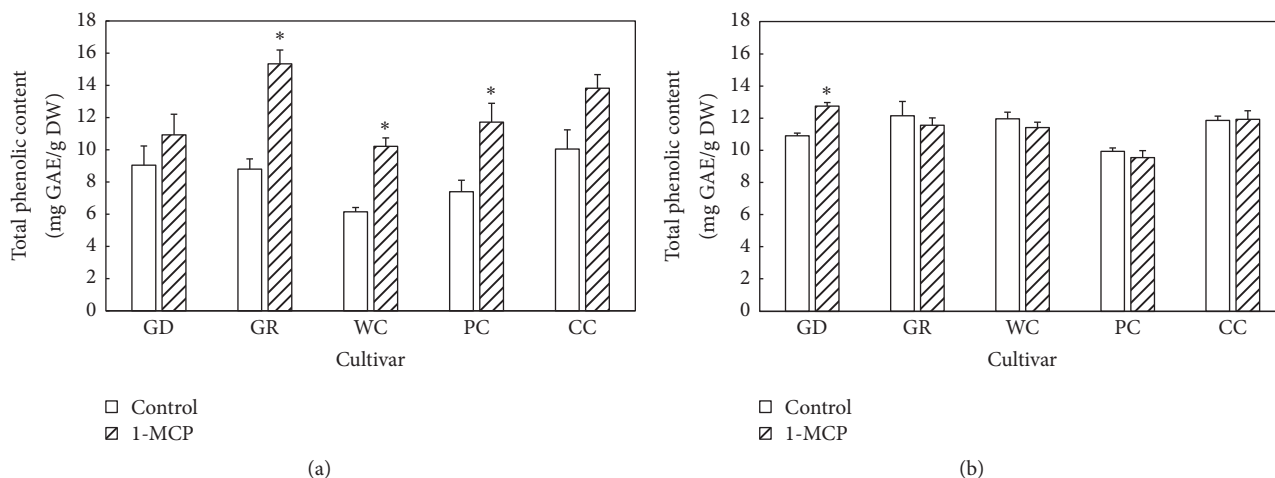 Total phenolic content
(mg GAE/g DW)
18
16
14
12
10
8
6
4
2
0
*
*
*
GD GR WC PC CC
Cultivar
Control
1-MCP
(a)
Total phenolic content
(mg GAE/g DW)
18
16
14
12
10
8
6
4
2
0
*
GD GR WC PC CC
Cultivar
Control
1-MCP
(b)